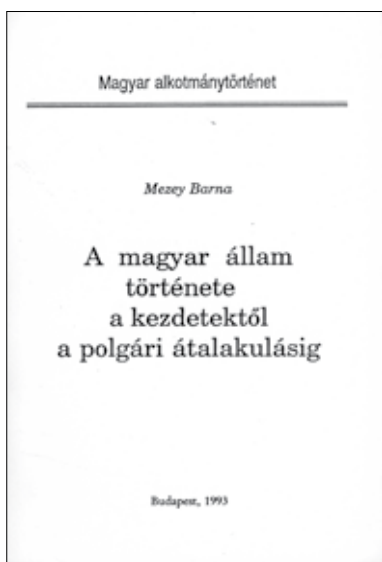 Magyar alkotmánytörténet
Mezey Barna
A magyar állam
története
a kezdetektől
a polgári átalakulásig
Budapest, 1993